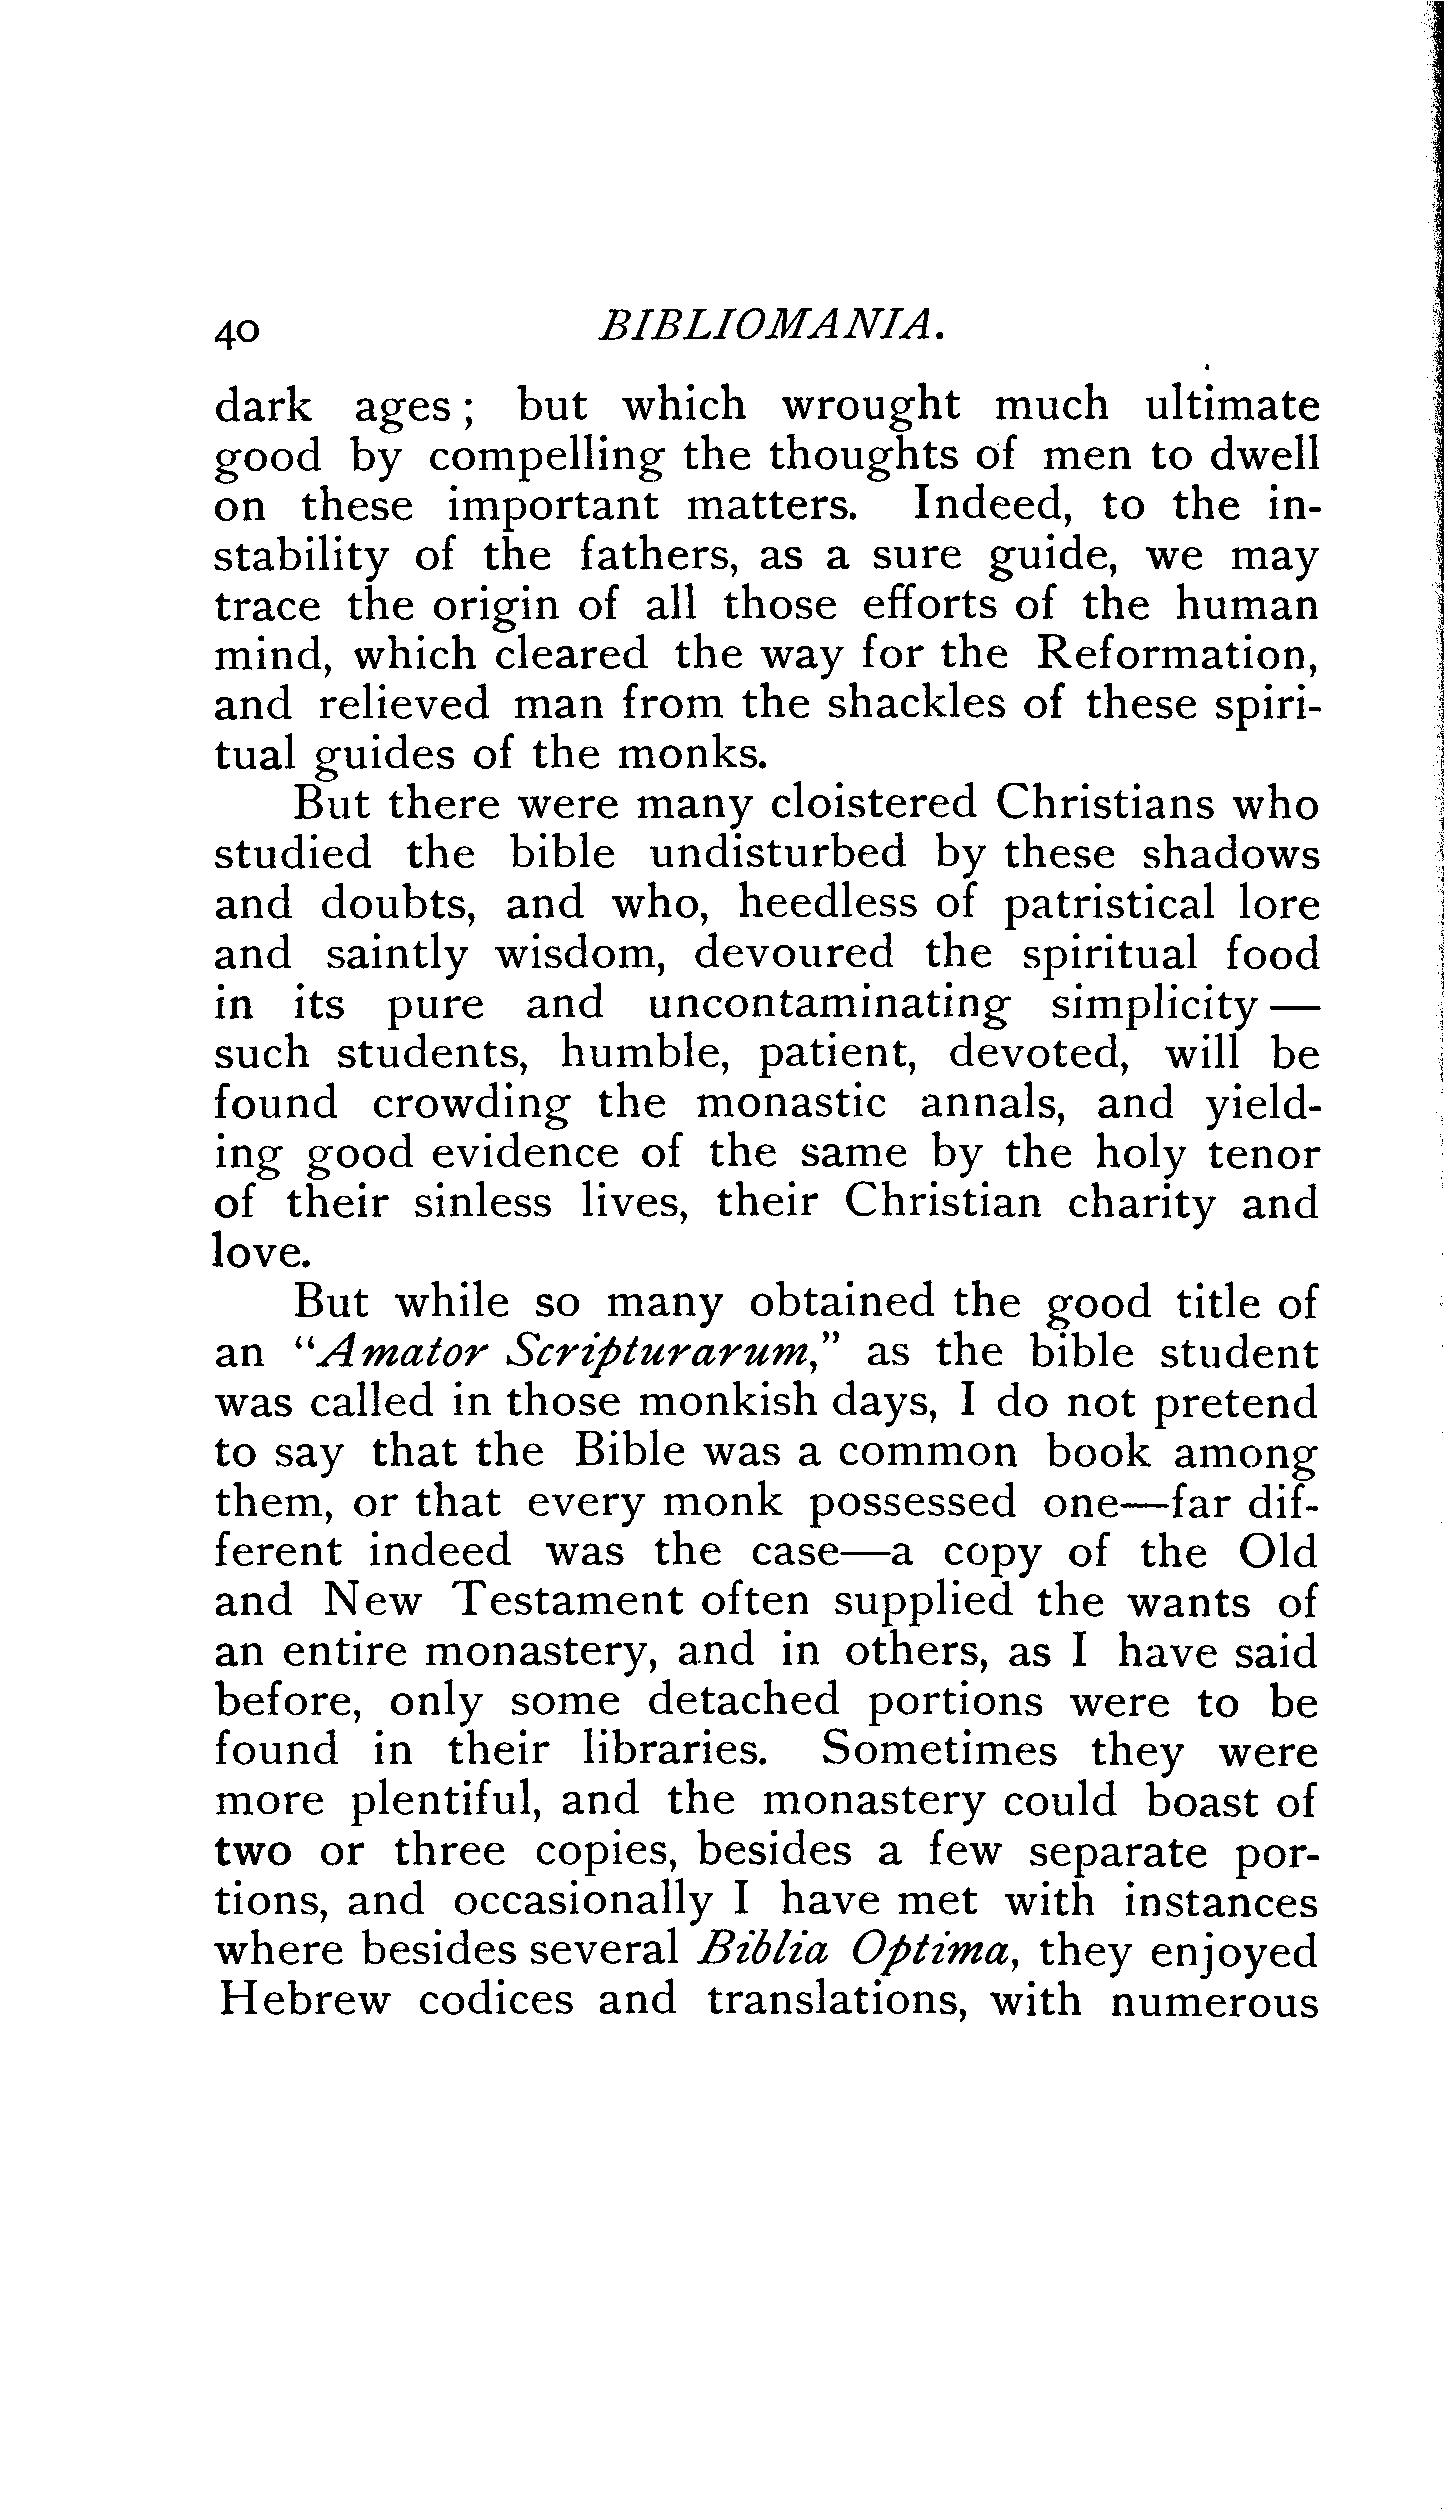 40 BIBLIOMANIA.
dark ages; but which wrought much ultimate
good by compelling the thoughts of men to dwell
on these important matters. Indeed, to the in-
stability of the fathers, as a sure guide, we may
trace the origin of all those efforts of the human
mind, which cleared the way for the Reformation,
and relieved man from the shackles of these spiri-
tual guides of the monks.
But there were many cloistered Christians who
studied the bible undisturbed by these shadows
and doubts, and who, heedless of patristical lore
and saintly wisdom, devoured the spiritual food
in its pure and uncontaminating simplicity—
such students, humble, patient, devoted, will be
found crowding the monastic annals, and yield-
ing good evidence of the same by the holy tenor
of their sinless lives, their Christian charity and
love.
But while so many obtained the good title of
an “Amator Scripturarum,” as the bible student
was called in those monkish days, I do not pretend
to say that the Bible was a common book among
them, or that every monk possessed one—far dif-
ferent indeed was the case—a copy of the Old
and New Testament often supplied the wants of
an entire monastery, and in others, as I have said
before, only some detached portions were to be
found in their libraries. Sometimes they were
more plentiful, and the monastery could boast of
two or three copies, besides a few separate por-
tions, and occasionally I have met with instances
where besides several Biblia Optima, they enjoyed
Hebrew codices and translations, with numerous